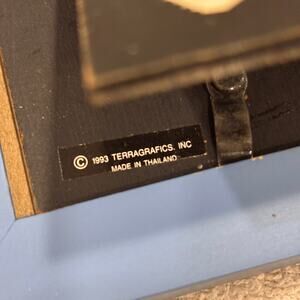 © 1993 TERRAGRAFICS. INC
MADE IN THAILAND